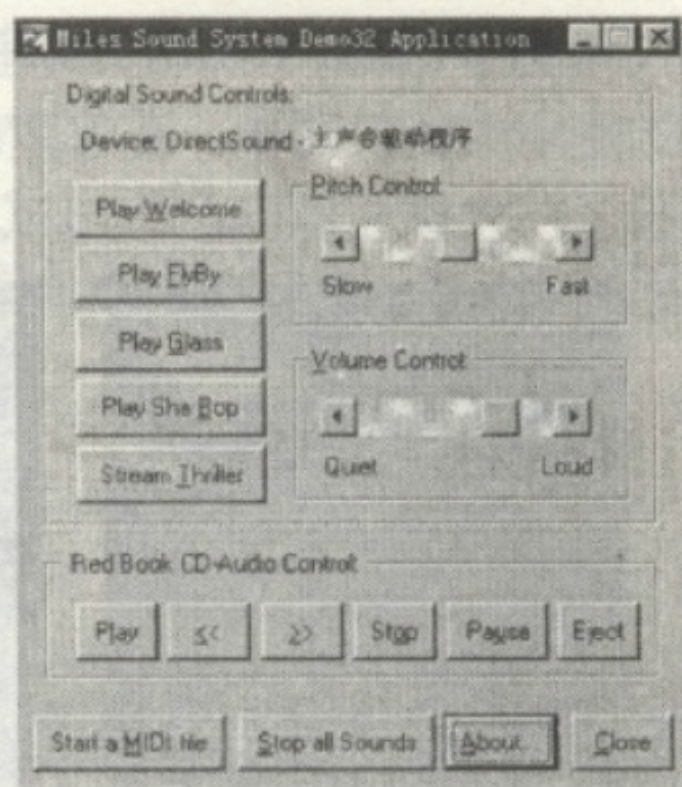 Miles Sound System Demo32 Application
Digital Sound Controls:
Device: DirectSound - 主声音驱动程序
Play Welcome
Play FlyBy
Play Glass
Play Sha Bop
Stream Thriller
Pitch Control
Slow Fast
Volume Control
Quiet Loud
Red Book CD-Audio Control
Play << >> Stop Pause Eject
Start a MIDI file Stop all Sounds About Close